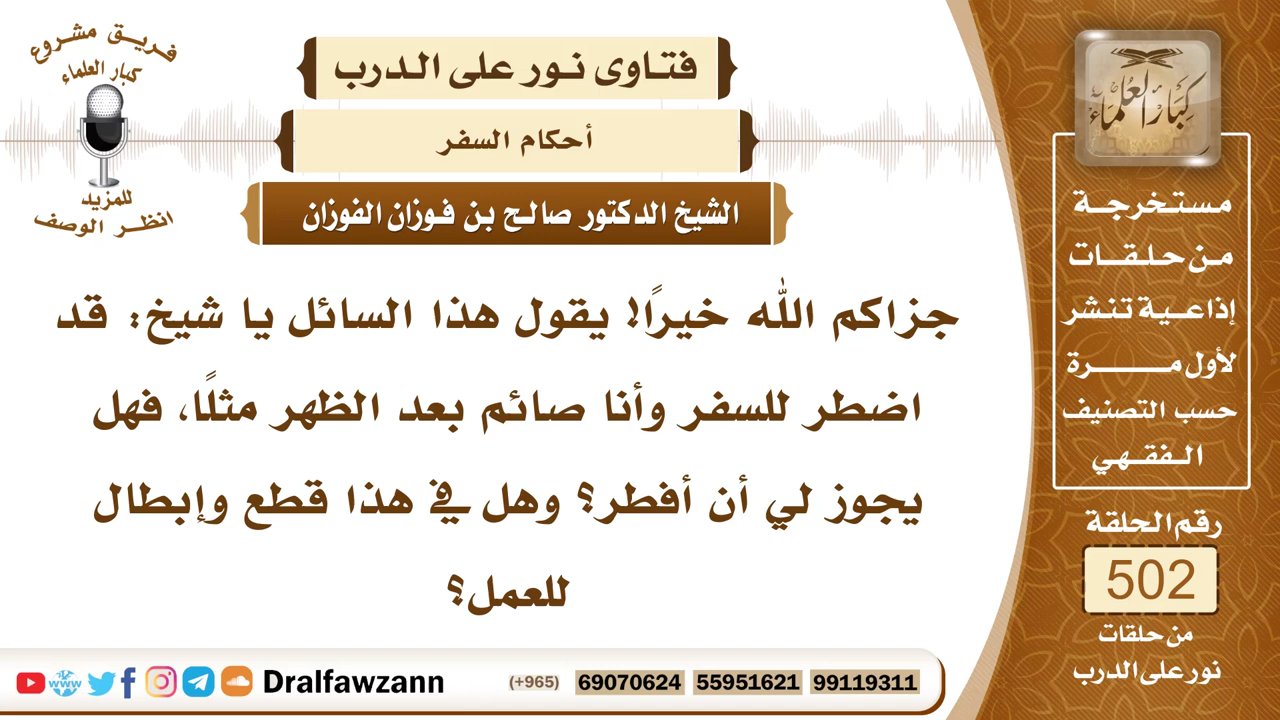 فريق مشروع
كبار العلماء
للمزيد
انظر الوصف
فتاوى نور على الدرب
أحكام السفر
الشيخ الدكتور صالح بن فوزان الفوزان
جزاكم الله خيرًا! يقول هذا السائل يا شيخ: قد
اضطر للسفر وأنا صائم بعد الظهر مثلًا، فهل
يجوز لي أن أفطر؟ وهل في هذا قطع وإبطال
للعمل؟
كبار العلماء
مستخرجة
من حلقات
إذاعية تنشر
لأول مرة
حسب التصنيف
الفقهي
رقم الحلقة
502
من حلقات
نور على الدرب
www
Dralfawzann (+965) 69070624 55951621 99119311